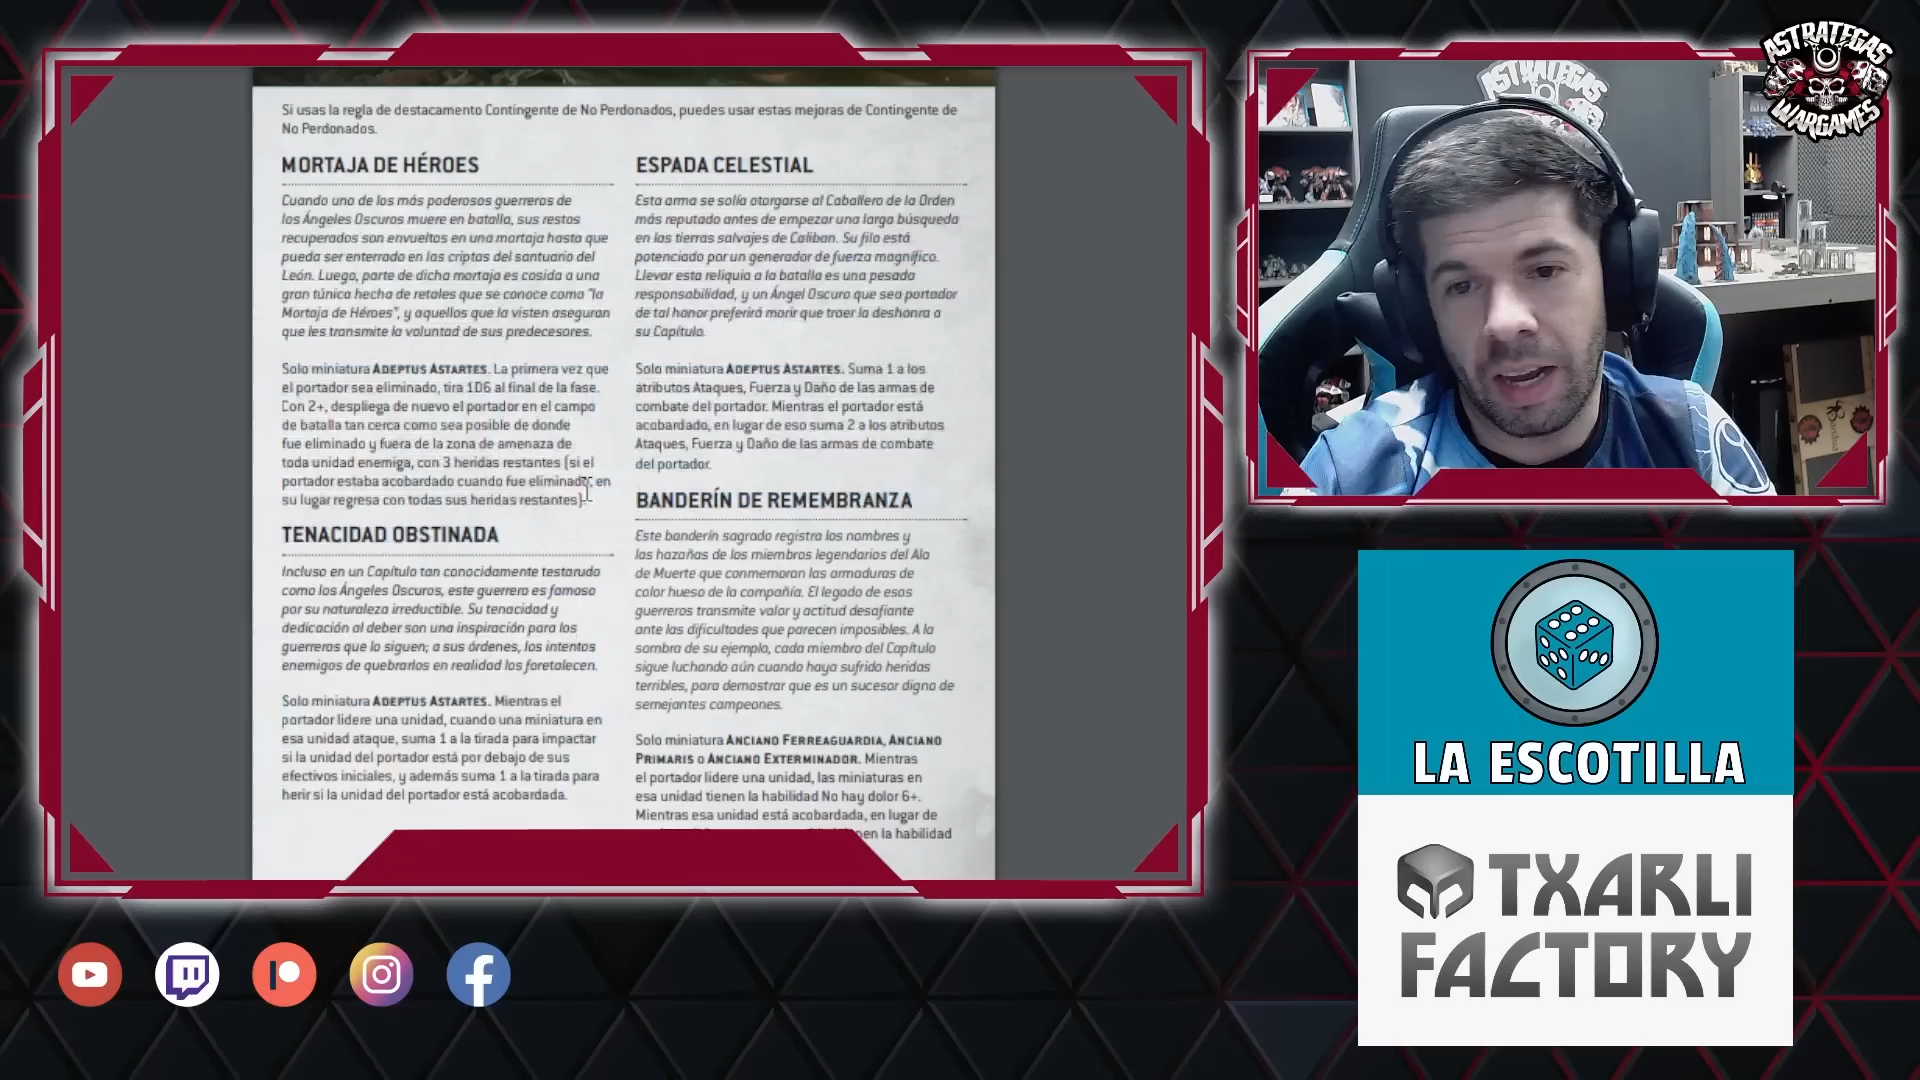 Si usas la regla de destacamento Contingente de No Perdonados, puedes usar estas mejoras de Contingente de
No Perdonados.
MORTAJA DE HÉROES
Cuando uno de los más poderosos guerreros de
los Ángeles Oscuros muere en batalla, sus restos
recuperados son envueltos en una mortaja hasta que
pueda ser enterrado en las criptas del santuario del
León. Luego, parte de dicha mortaja es cosida a una
gran túnica hecha de retales que se conoce como "la
Mortaja de Héroes", y aquellos que la visten aseguran
que les transmite la voluntad de sus predecesores.
Solo miniatura ADEPTUS ASTARTES. La primera vez que
el portador sea eliminado, tira 1D6 al final de la fase.
Con 2+, despliega de nuevo el portador en el campo
de batalla tan cerca como sea posible de donde
fue eliminado y fuera de la zona de amenaza de
toda unidad enemiga, con 3 heridas restantes (si el
portador estaba acobardado cuando fue eliminado, en
su lugar regresa con todas sus heridas restantes).
TENACIDAD OBSTINADA
Incluso en un Capítulo tan conocidamente testarudo
como los Ángeles Oscuros, este guerrero es famoso
por su naturaleza irreductible. Su tenacidad y
dedicación al deber son una inspiración para los
guerreros que lo siguen; a sus órdenes, los intentos
enemigos de quebrarlos en realidad los foretalecen.
Solo miniatura ADEPTUS ASTARTES. Mientras el
portador lidere una unidad, cuando una miniatura en
esa unidad ataque, suma 1 a la tirada para impactar
si la unidad del portador está por debajo de sus
efectivos iniciales, y además suma 1 a la tirada para
herir si la unidad del portador está acobardada.
ESPADA CELESTIAL
Esta arma se solía otorgarse al Caballero de la Orden
más reputado antes de empezar una larga búsqueda
en las tierras salvajes de Caliban. Su filo está
potenciado por un generador de fuerza magnífico.
Llevar esta reliquia a la batalla es una pesada
responsabilidad, y un Ángel Oscuro que sea portador
de tal honor preferirá morir que traer la deshonra a
su Capítulo.
Solo miniatura ADEPTUS ASTARTES. Suma 1 a los
atributos Ataques, Fuerza y Daño de las armas de
combate del portador. Mientras el portador está
acobardado, en lugar de eso suma 2 a los atributos
Ataques, Fuerza y Daño de las armas de combate
del portador.
BANDERÍN DE REMEMBRANZA
Este banderín sagrado registra los nombres y
las hazañas de los miembros legendarios del Ala
de Muerte que conmemoran las armaduras de
color hueso de la compañía. El legado de esos
guerreros transmite valor y actitud desafiante
ante las dificultades que parecen imposibles. A la
sombra de su ejemplo, cada miembro del Capítulo
sigue luchando aún cuando haya sufrido heridas
terribles, para demostrar que es un sucesor digno de
semejantes campeones.
Solo miniatura ANCIANO FERREAGUARDIA, ANCIANO
PRIMARIS o ANCIANO EXTERMINADOR. Mientras
el portador lidere una unidad, las miniaturas en
esa unidad tienen la habilidad No hay dolor 6+.
Mientras esa unidad está acobardada, en lugar de
la habilidad
ASTRATEGAS
WARGAMES
LA ESCOTILLA
TXARLI
FACTORY